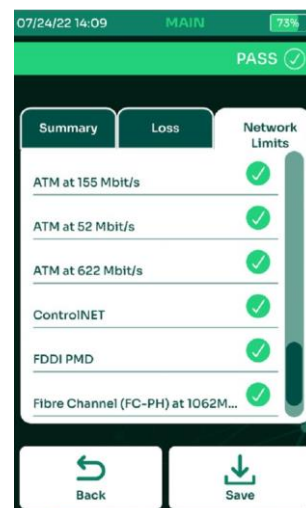 07/24/22 14:09 MAIN 73%
PASS
Summary Loss Network
Limits
ATM at 155 Mbit/s
ATM at 52 Mbit/s
ATM at 622 Mbit/s
ControlNET
FDDI PMD
Fibre Channel (FC-PH) at 1062M...
Back Save